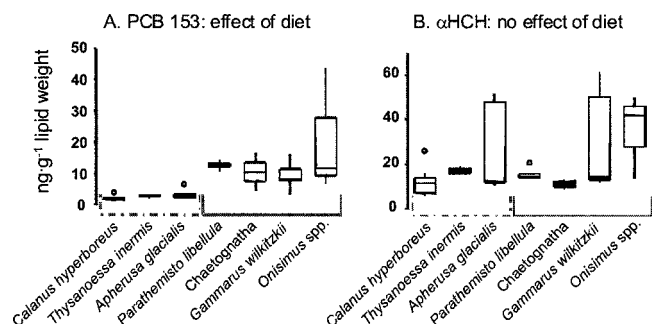 A. PCB 153: effect of diet
B. αHCH: no effect of diet
ng·g⁻¹ lipid weight
50
40
30
20
10
0
60
40
20
0
Calanus hyperboreus
Thysanoessa inermis
Apherusa glacialis
Parathemisto libellula
Chaetognatha
Gammarus wilkitzkii
Onisimus spp.
Calanus hyperboreus
Thysanoessa inermis
Apherusa glacialis
Parathemisto libellula
Chaetognatha
Gammarus wilkitzkii
Onisimus spp.